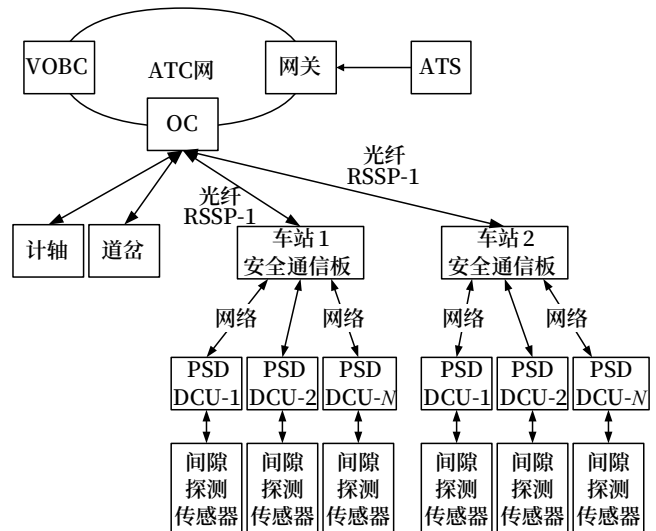 VOBC
ATC网
网关
ATS
OC
光纤
RSSP-1
光纤
RSSP-1
计轴
道岔
车站1
安全通信板
车站2
安全通信板
网络
网络
网络
网络
PSD
DCU-1
PSD
DCU-2
PSD
DCU-N
PSD
DCU-1
PSD
DCU-2
PSD
DCU-N
间隙
探测
传感器
间隙
探测
传感器
间隙
探测
传感器
间隙
探测
传感器
间隙
探测
传感器
间隙
探测
传感器